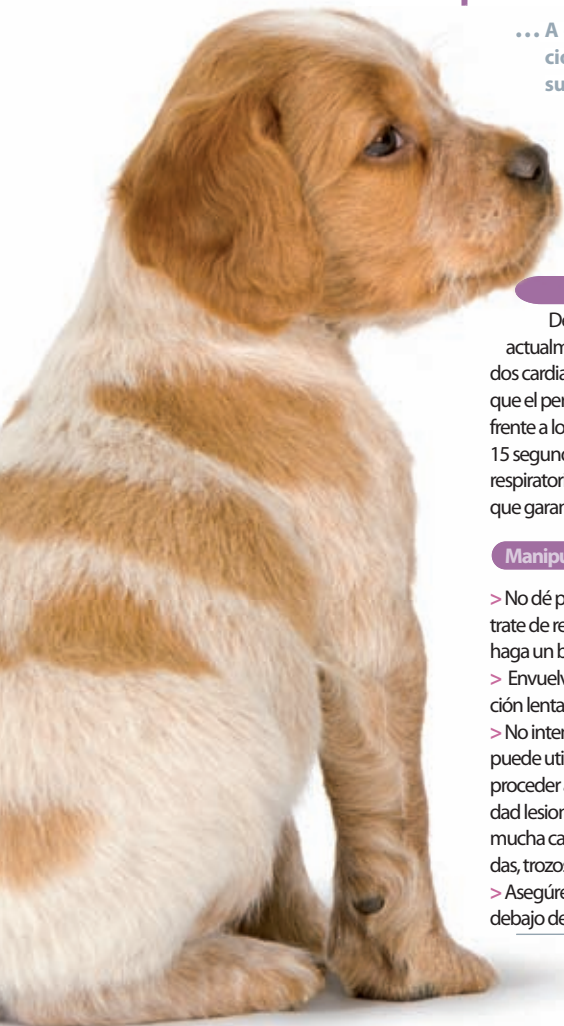 ... A
cio
su
De
actualm
dos cardia
que el per
frente a lo
15 segund
respirator
que garan
Manipu
> No dé p
trate de re
haga un b
> Envuelv
ción lenta
> No inter
puede uti
proceder
dad lesion
mucha ca
das, trozos
> Asegúre
debajo de